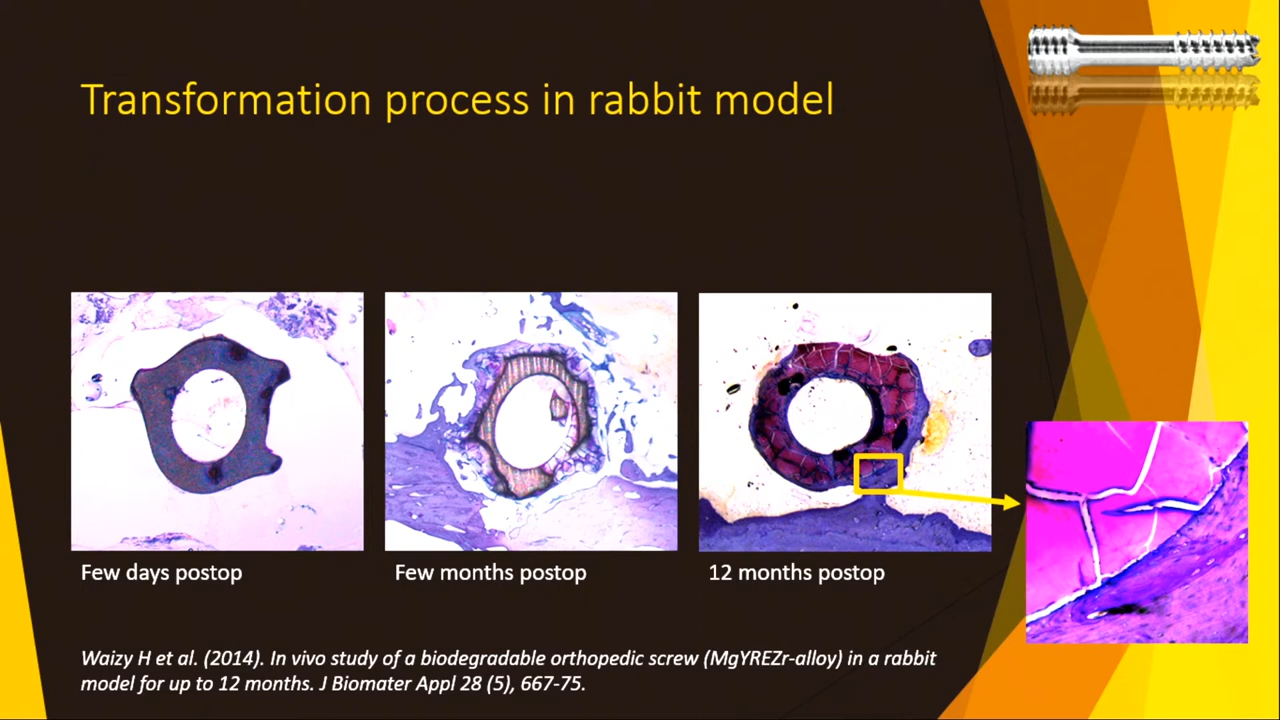 Transformation process in rabbit model
Few days postop
Few months postop
12 months postop
Waizy H et al. (2014). In vivo study of a biodegradable orthopedic screw (MgYREZr-alloy) in a rabbit
model for up to 12 months. J Biomater Appl 28 (5), 667-75.